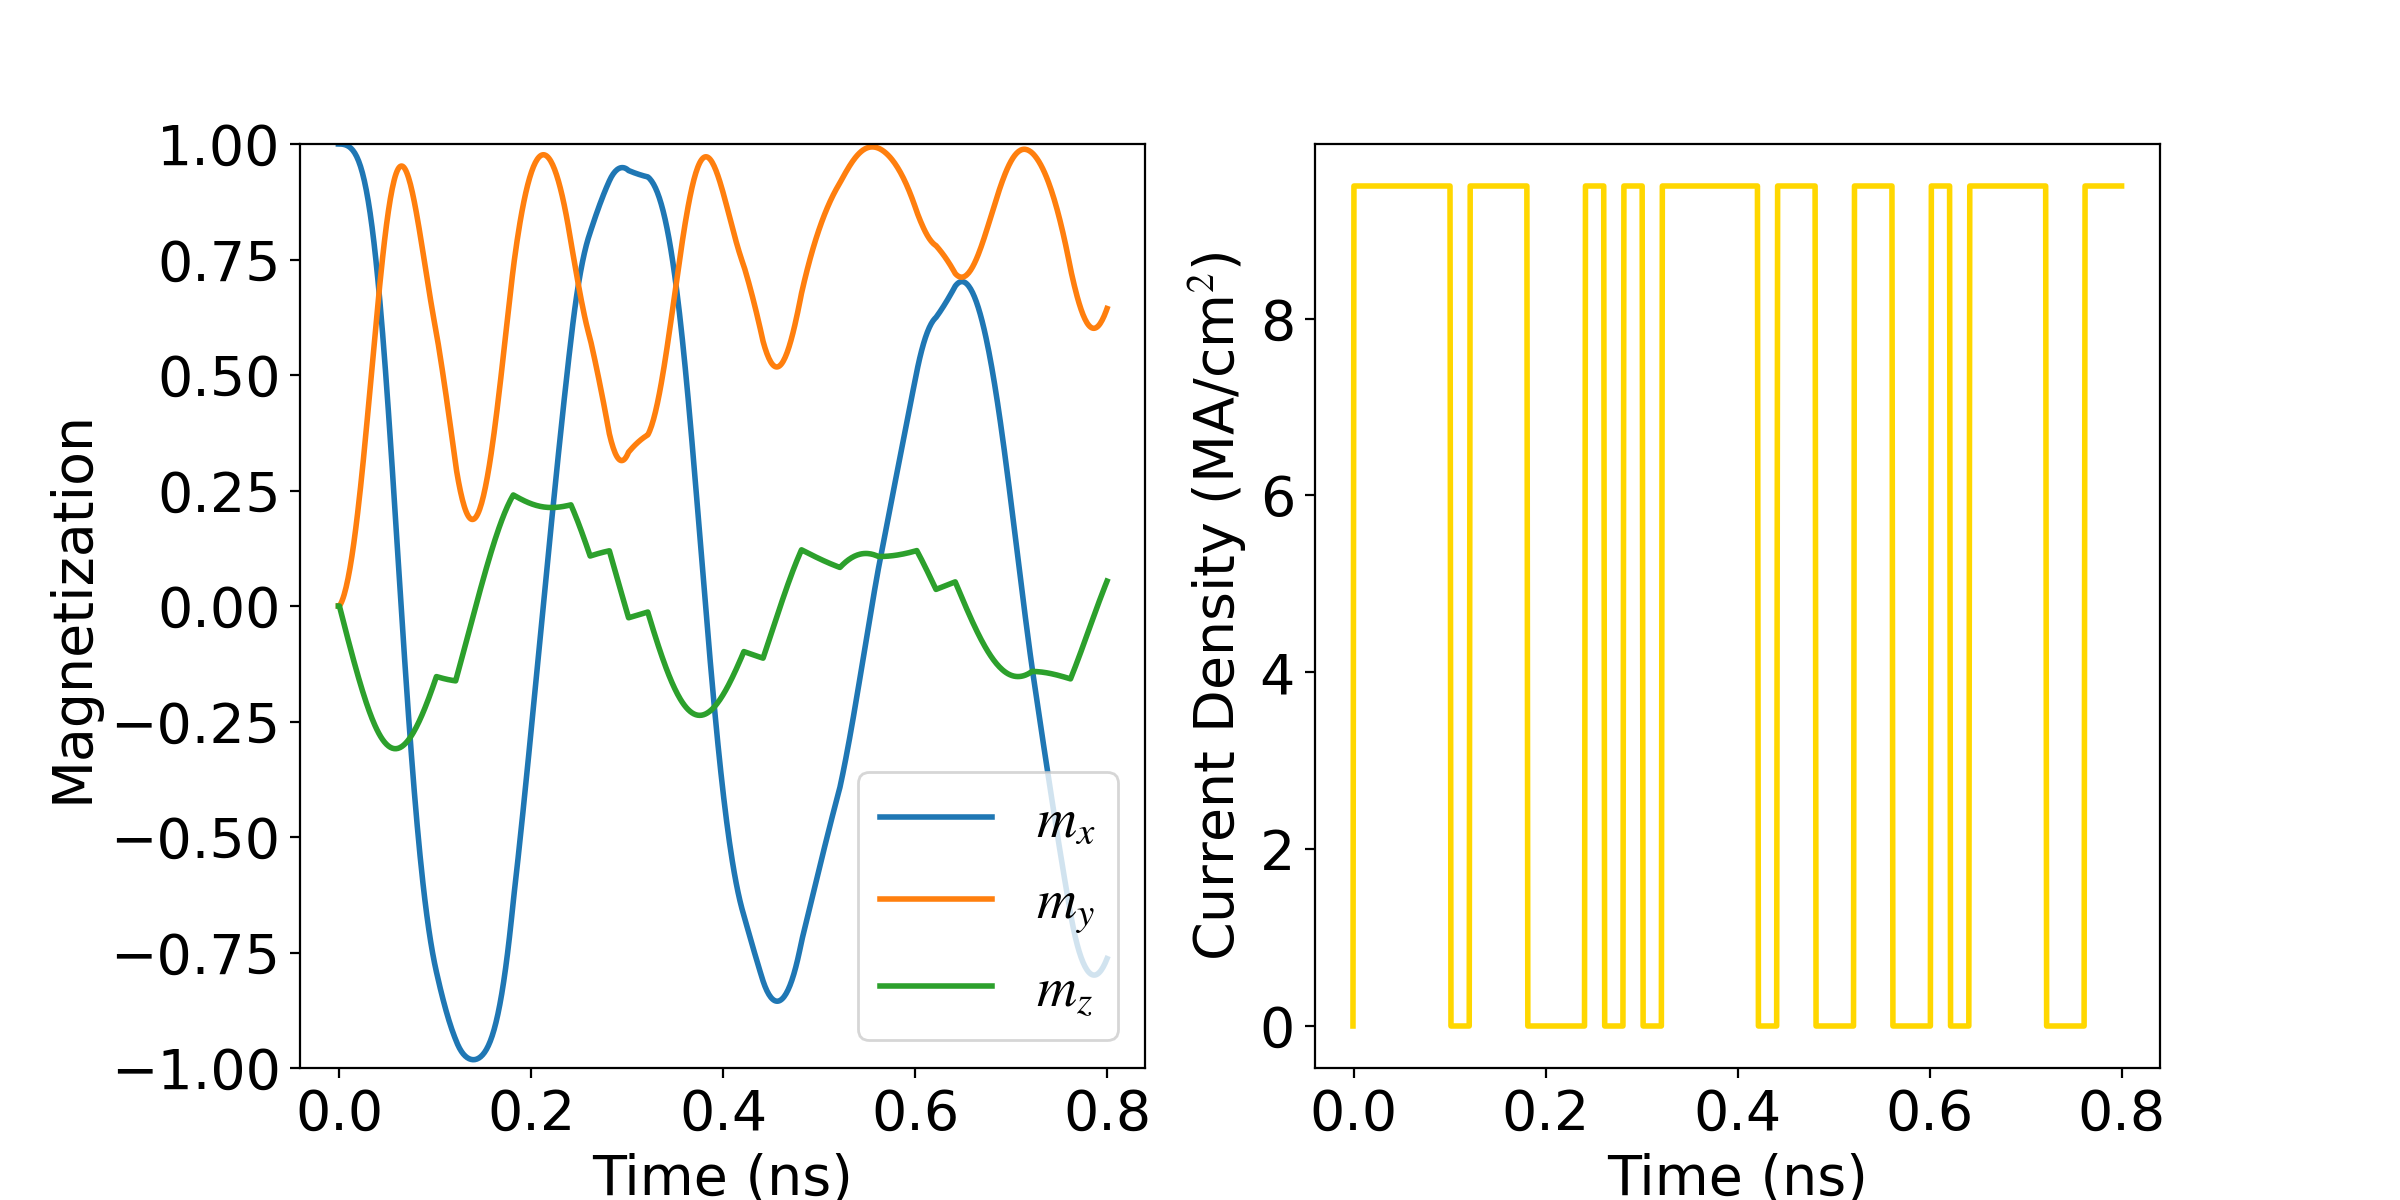 Magnetization
1.00
0.75
0.50
0.25
0.00
−0.25
−0.50
−0.75
−1.00
0.0 0.2 0.4 0.6 0.8
Time (ns)
m_x
m_y
m_z
Current Density (MA/cm²)
8
6
4
2
0
0.0 0.2 0.4 0.6 0.8
Time (ns)